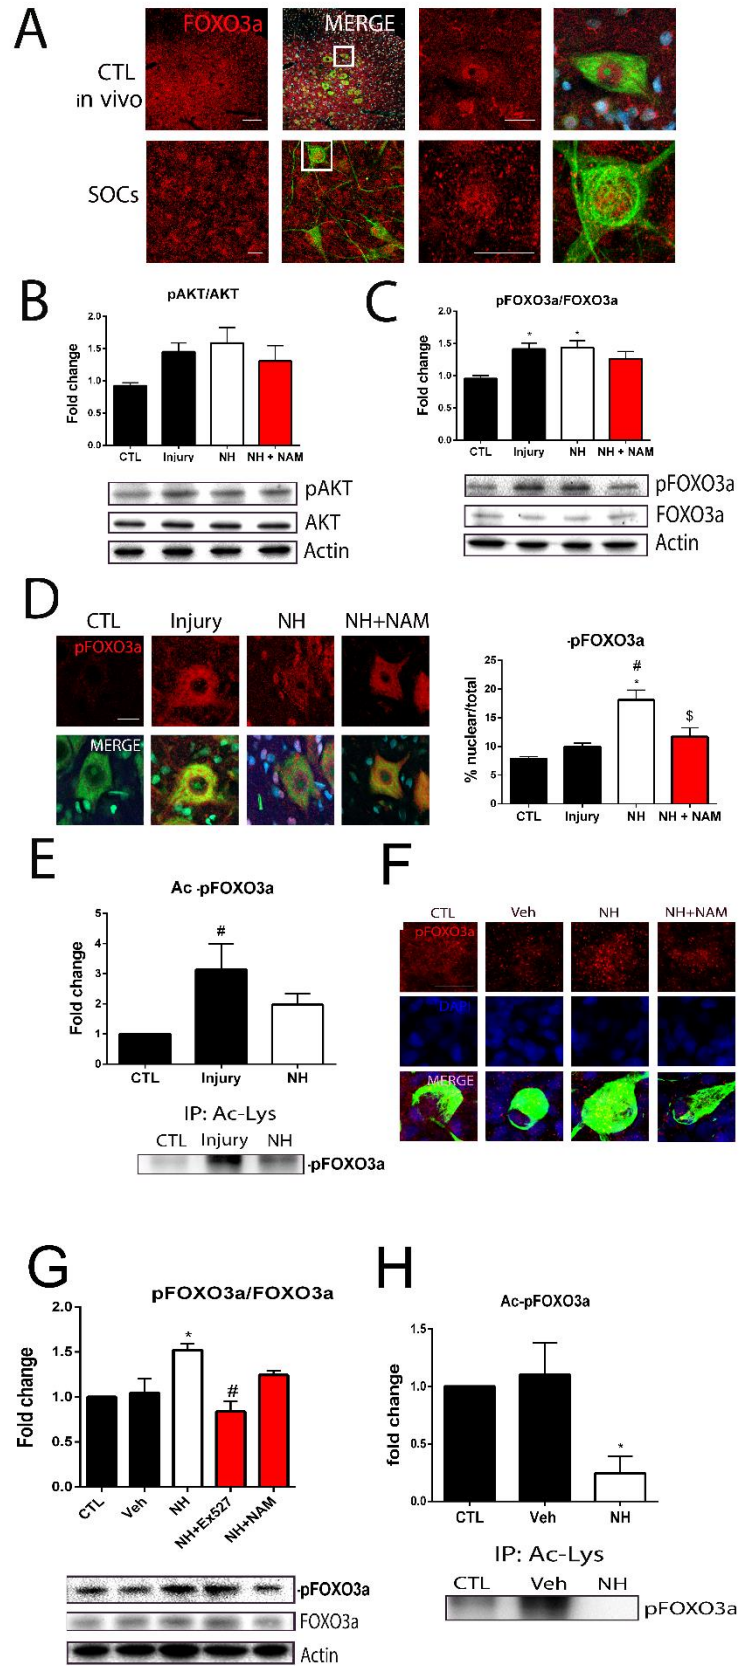 A
FOXO3a
MERGE
CTL
in vivo
SOCs
B
pAKT/AKT
Fold change
2.0
1.5
1.0
0.5
0.0
CTL
Injury
NH
NH + NAM
pAKT
AKT
Actin
C
pFOXO3a/FOXO3a
Fold change
2.0
1.5
1.0
0.5
0.0
*
*
CTL
Injury
NH
NH + NAM
pFOXO3a
FOXO3a
Actin
D
CTL
Injury
NH
NH+NAM
pFOXO3a
MERGE
-pFOXO3a
% nuclear/total
25
20
15
10
5
0
#
*
$
CTL
Injury
NH
NH + NAM
E
Ac -pFOXO3a
Fold change
5
4
3
2
1
0
#
CTL
Injury
NH
IP: Ac-Lys
CTL Injury NH
-pFOXO3a
F
CTL
Veh
NH
NH+NAM
pFOXO3a
DAPI
MERGE
G
pFOXO3a/FOXO3a
Fold change
2.0
1.5
1.0
0.5
0.0
*
#
CTL
Veh
NH
NH+Ex527
NH+NAM
-pFOXO3a
FOXO3a
Actin
H
Ac-pFOXO3a
fold change
1.5
1.0
0.5
0.0
*
CTL
Veh
NH
IP: Ac-Lys
CTL Veh NH
pFOXO3a